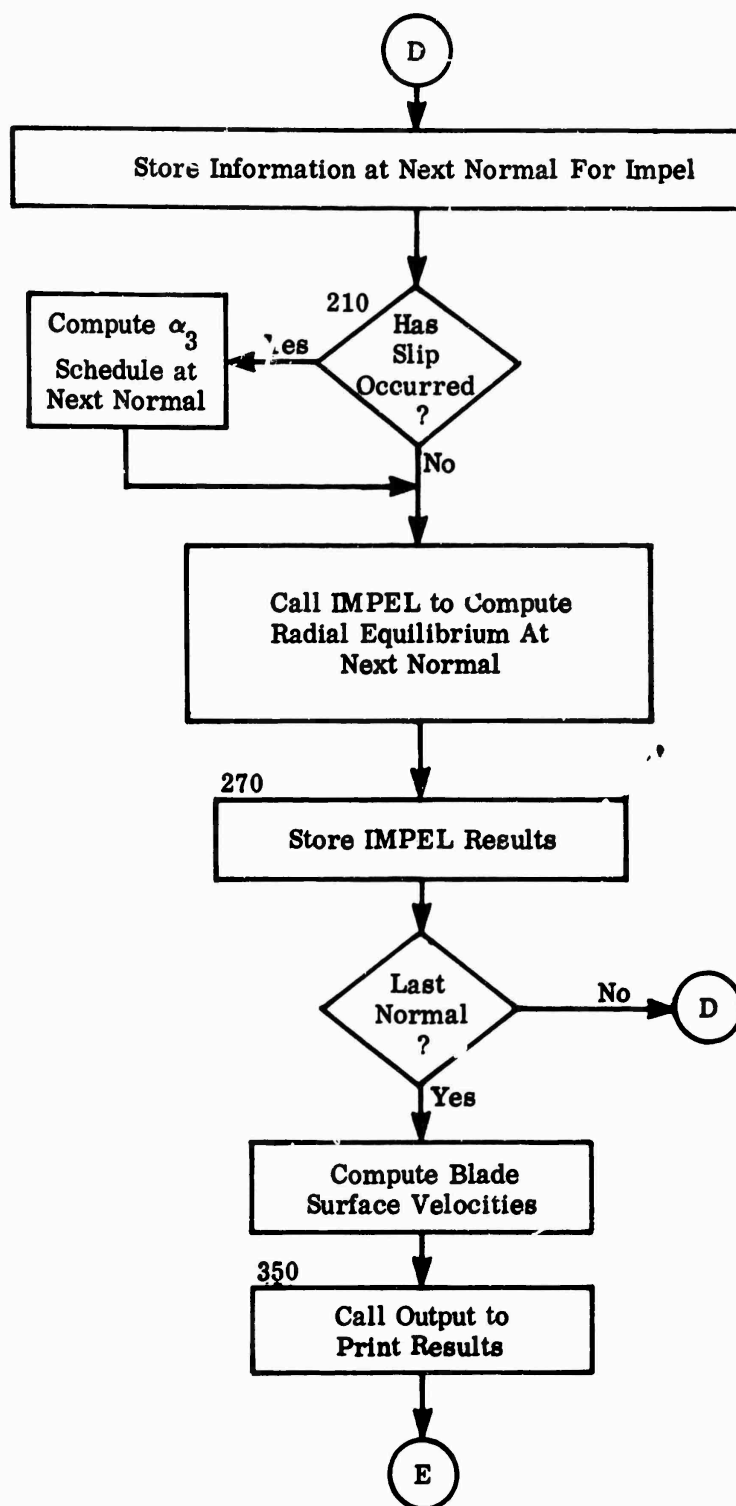 D
Store Information at Next Normal For Impel
210
Has
Slip
Occurred
?
Yes
Compute α3
Schedule at
Next Normal
No
Call IMPEL to Compute
Radial Equilibrium At
Next Normal
270
Store IMPEL Results
Last
Normal
?
No
D
Yes
Compute Blade
Surface Velocities
350
Call Output to
Print Results
E